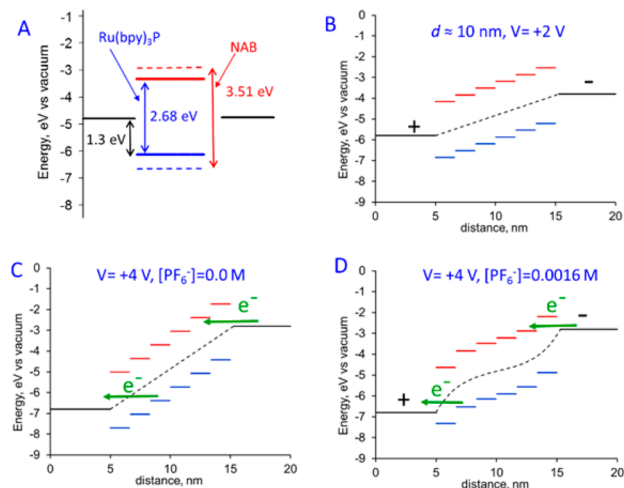 A
Ru(bpy)₃P
NAB
3.51 eV
2.68 eV
1.3 eV
Energy, eV vs vacuum
0
-1
-2
-3
-4
-5
-6
-7
-8
B
d ≈ 10 nm, V= +2 V
+
-
Energy, eV vs vacuum
0
-1
-2
-3
-4
-5
-6
-7
-8
-9
0 5 10 15 20
distance, nm
C
V= +4 V, [PF₆⁻]=0.0 M
e⁻
e⁻
Energy, eV vs vacuum
0
-1
-2
-3
-4
-5
-6
-7
-8
-9
0 5 10 15 20
distance, nm
D
V= +4 V, [PF₆⁻]=0.0016 M
e⁻
-
e⁻
+
Energy, eV vs vacuum
0
-1
-2
-3
-4
-5
-6
-7
-8
-9
0 5 10 15 20
distance, nm